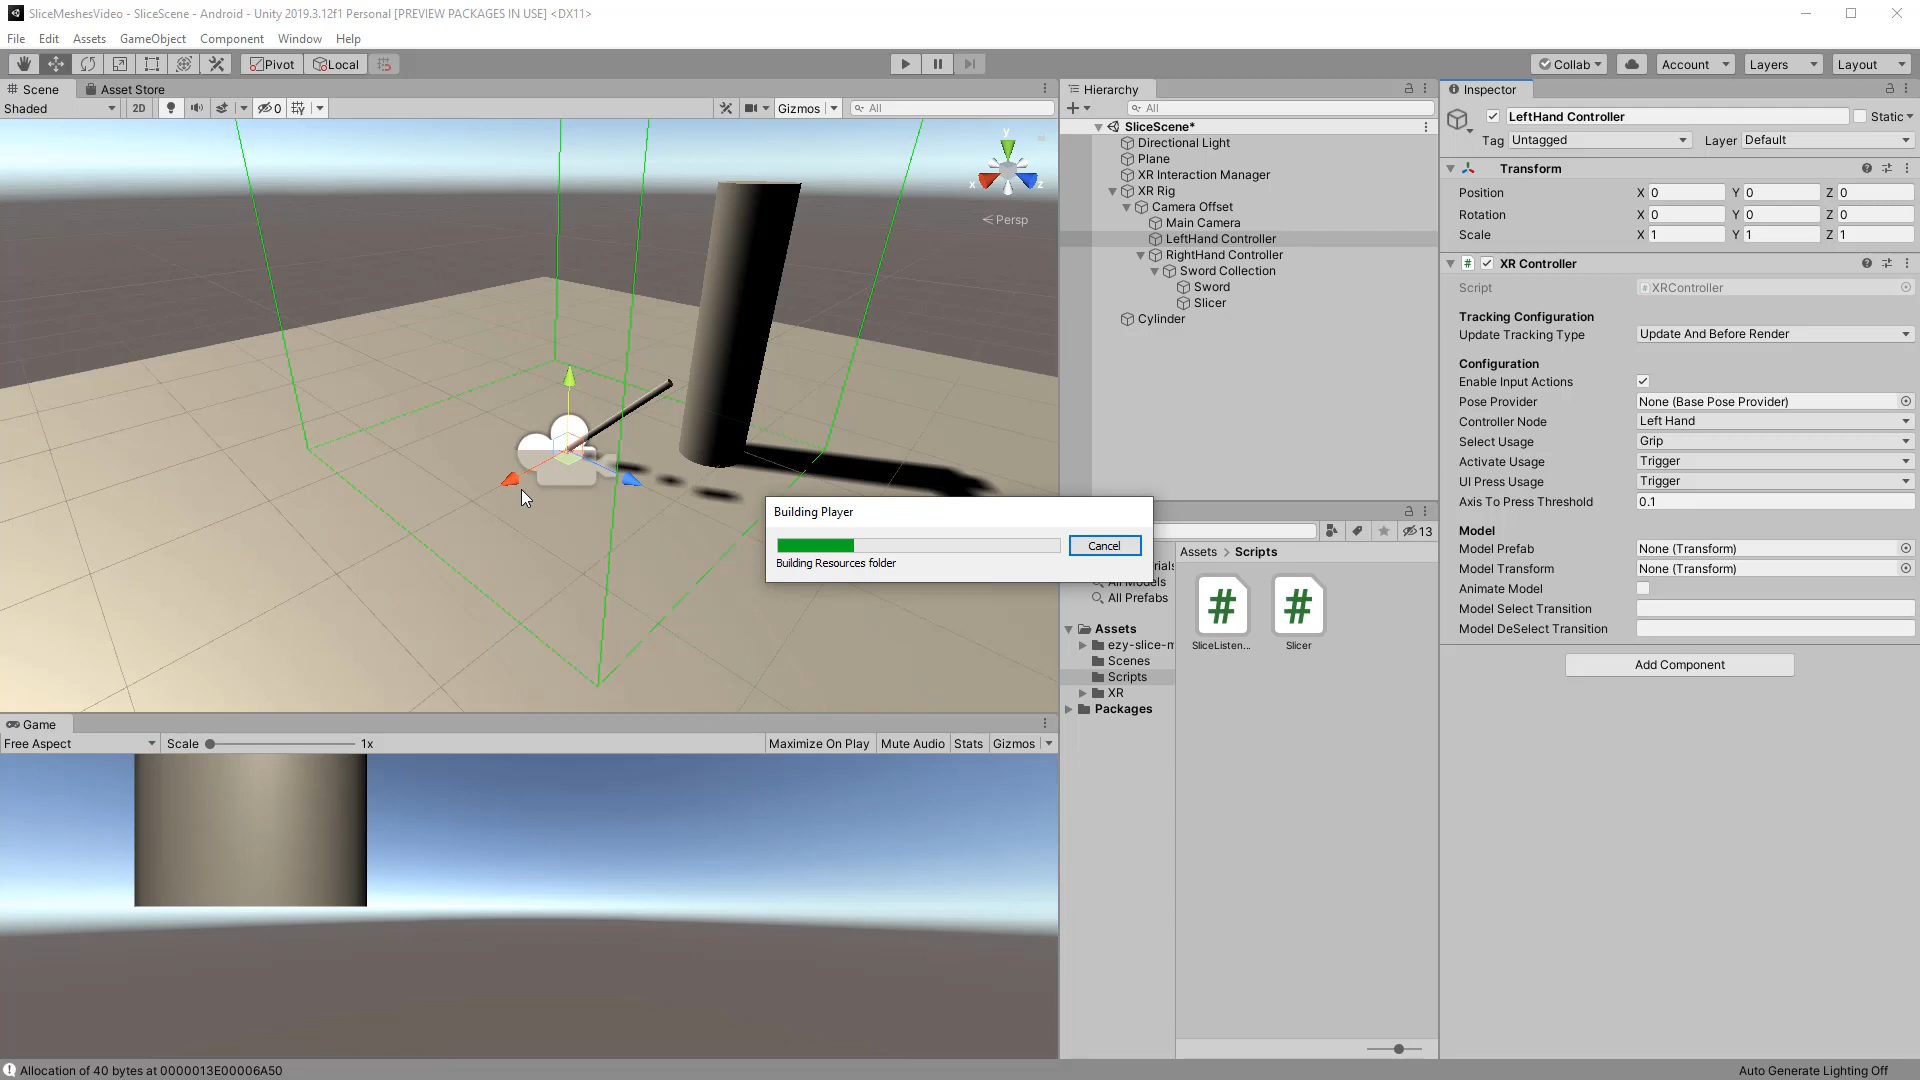 SliceMeshesVideo - SliceScene - Android - Unity 2019.3.12f1 Personal [PREVIEW PACKAGES IN USE] <DX11>
File Edit Assets GameObject Component Window Help
Pivot Local Collab Account Layers Layout
Scene Asset Store
Shaded 2D 0 Gizmos All
y x z
Persp
Hierarchy
All
SliceScene*
Directional Light
Plane
XR Interaction Manager
XR Rig
Camera Offset
Main Camera
LeftHand Controller
RightHand Controller
Sword Collection
Sword
Slicer
Cylinder
Building Player
Cancel
Building Resources folder
13
All Models
All Prefabs
Assets
ezy-slice-m
Scenes
Scripts
XR
Packages
Assets > Scripts
SliceListen...
Slicer
Inspector
LeftHand Controller Static
Tag Untagged Layer Default
Transform
Position X 0 Y 0 Z 0
Rotation X 0 Y 0 Z 0
Scale X 1 Y 1 Z 1
# XR Controller
Script XRController
Tracking Configuration
Update Tracking Type Update And Before Render
Configuration
Enable Input Actions
Pose Provider None (Base Pose Provider)
Controller Node Left Hand
Select Usage Grip
Activate Usage Trigger
UI Press Usage Trigger
Axis To Press Threshold 0.1
Model
Model Prefab None (Transform)
Model Transform None (Transform)
Animate Model
Model Select Transition
Model DeSelect Transition
Add Component
Game
Free Aspect Scale 1x Maximize On Play Mute Audio Stats Gizmos
Allocation of 40 bytes at 0000013E00006A50
Auto Generate Lighting Off